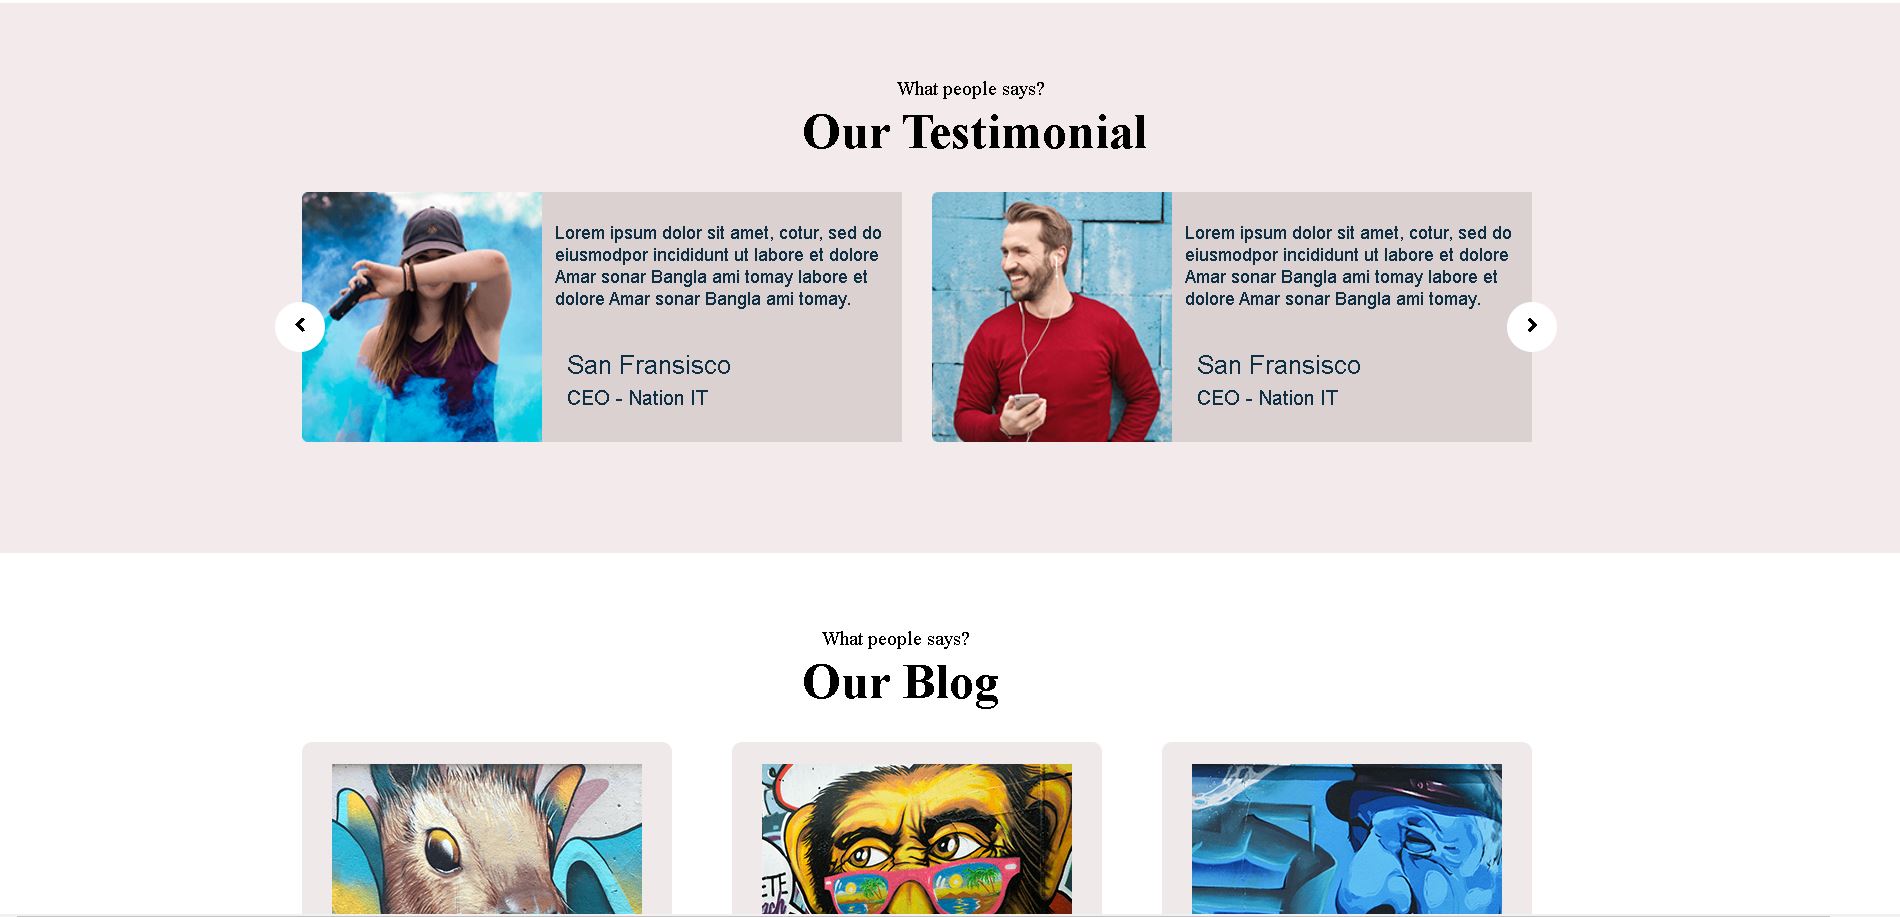 What people says?
Our Testimonial
Lorem ipsum dolor sit amet, cotur, sed do
eiusmodpor incididunt ut labore et dolore
Amar sonar Bangla ami tomay labore et
dolore Amar sonar Bangla ami tomay.
San Fransisco
CEO - Nation IT
Lorem ipsum dolor sit amet, cotur, sed do
eiusmodpor incididunt ut labore et dolore
Amar sonar Bangla ami tomay labore et
dolore Amar sonar Bangla ami tomay.
San Fransisco
CEO - Nation IT
What people says?
Our Blog